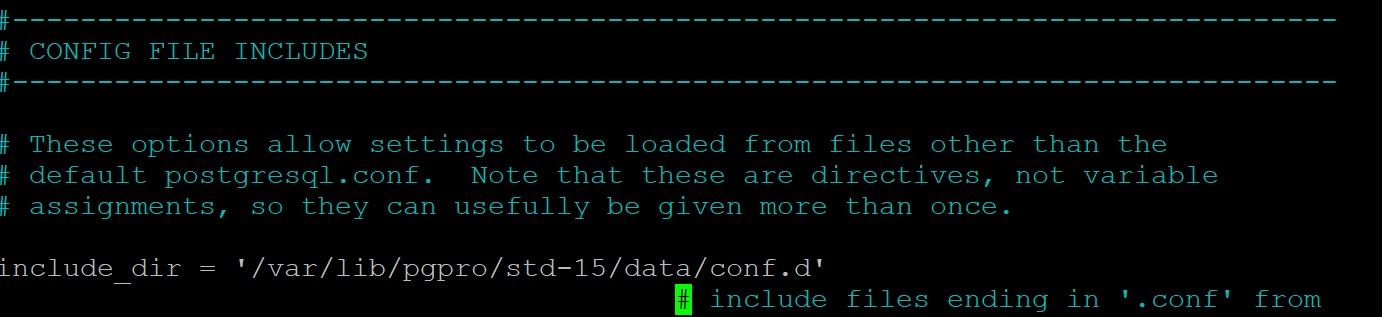 #------------------------------------------------------------------------------
# CONFIG FILE INCLUDES
#------------------------------------------------------------------------------
# These options allow settings to be loaded from files other than the
# default postgresql.conf.  Note that these are directives, not variable
# assignments, so they can usefully be given more than once.
include_dir = '/var/lib/pgpro/std-15/data/conf.d'
# include files ending in '.conf' from